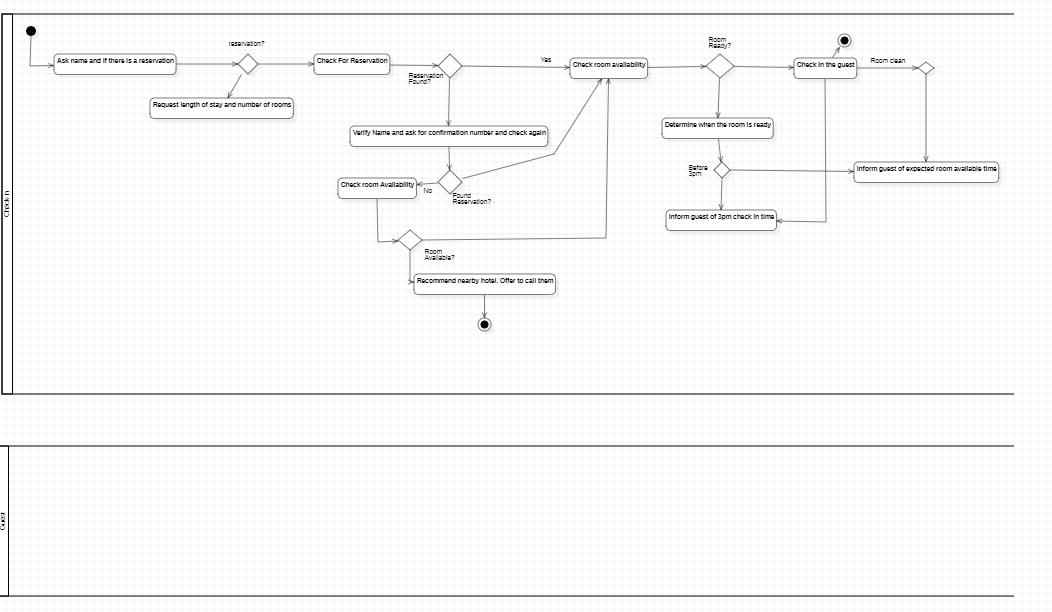 reservation?
Ask name and if there is a reservation
Check For Reservation
Reservation
Found?
Yes
Check room availability
Room
Ready?
Check in the guest
Room clean
Request length of stay and number of rooms
Verify Name and ask for confirmation number and check again
Determine when the room is ready
Before
3pm
Inform guest of expected room available time
Check room Availability
No
Found
Reservation?
Inform guest of 3pm check in time
Room
Available?
Recommend nearby hotel. Offer to call them
Check-in
Guest